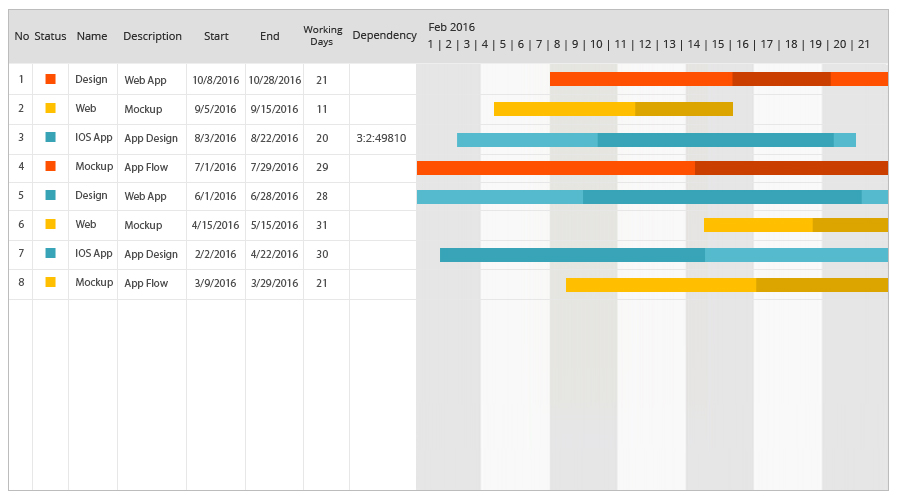 Feb 2016
No Status Name Description Start End Working Days Dependency
1 | 2 | 3 | 4 | 5 | 6 | 7 | 8 | 9 | 10 | 11 | 12 | 13 | 14 | 15 | 16 | 17 | 18 | 19 | 20 | 21
1 Design Web App 10/8/2016 10/28/2016 21
2 Web Mockup 9/5/2016 9/15/2016 11
3 IOS App App Design 8/3/2016 8/22/2016 20 3:2:49810
4 Mockup App Flow 7/1/2016 7/29/2016 29
5 Design Web App 6/1/2016 6/28/2016 28
6 Web Mockup 4/15/2016 5/15/2016 31
7 IOS App App Design 2/2/2016 4/22/2016 30
8 Mockup App Flow 3/9/2016 3/29/2016 21